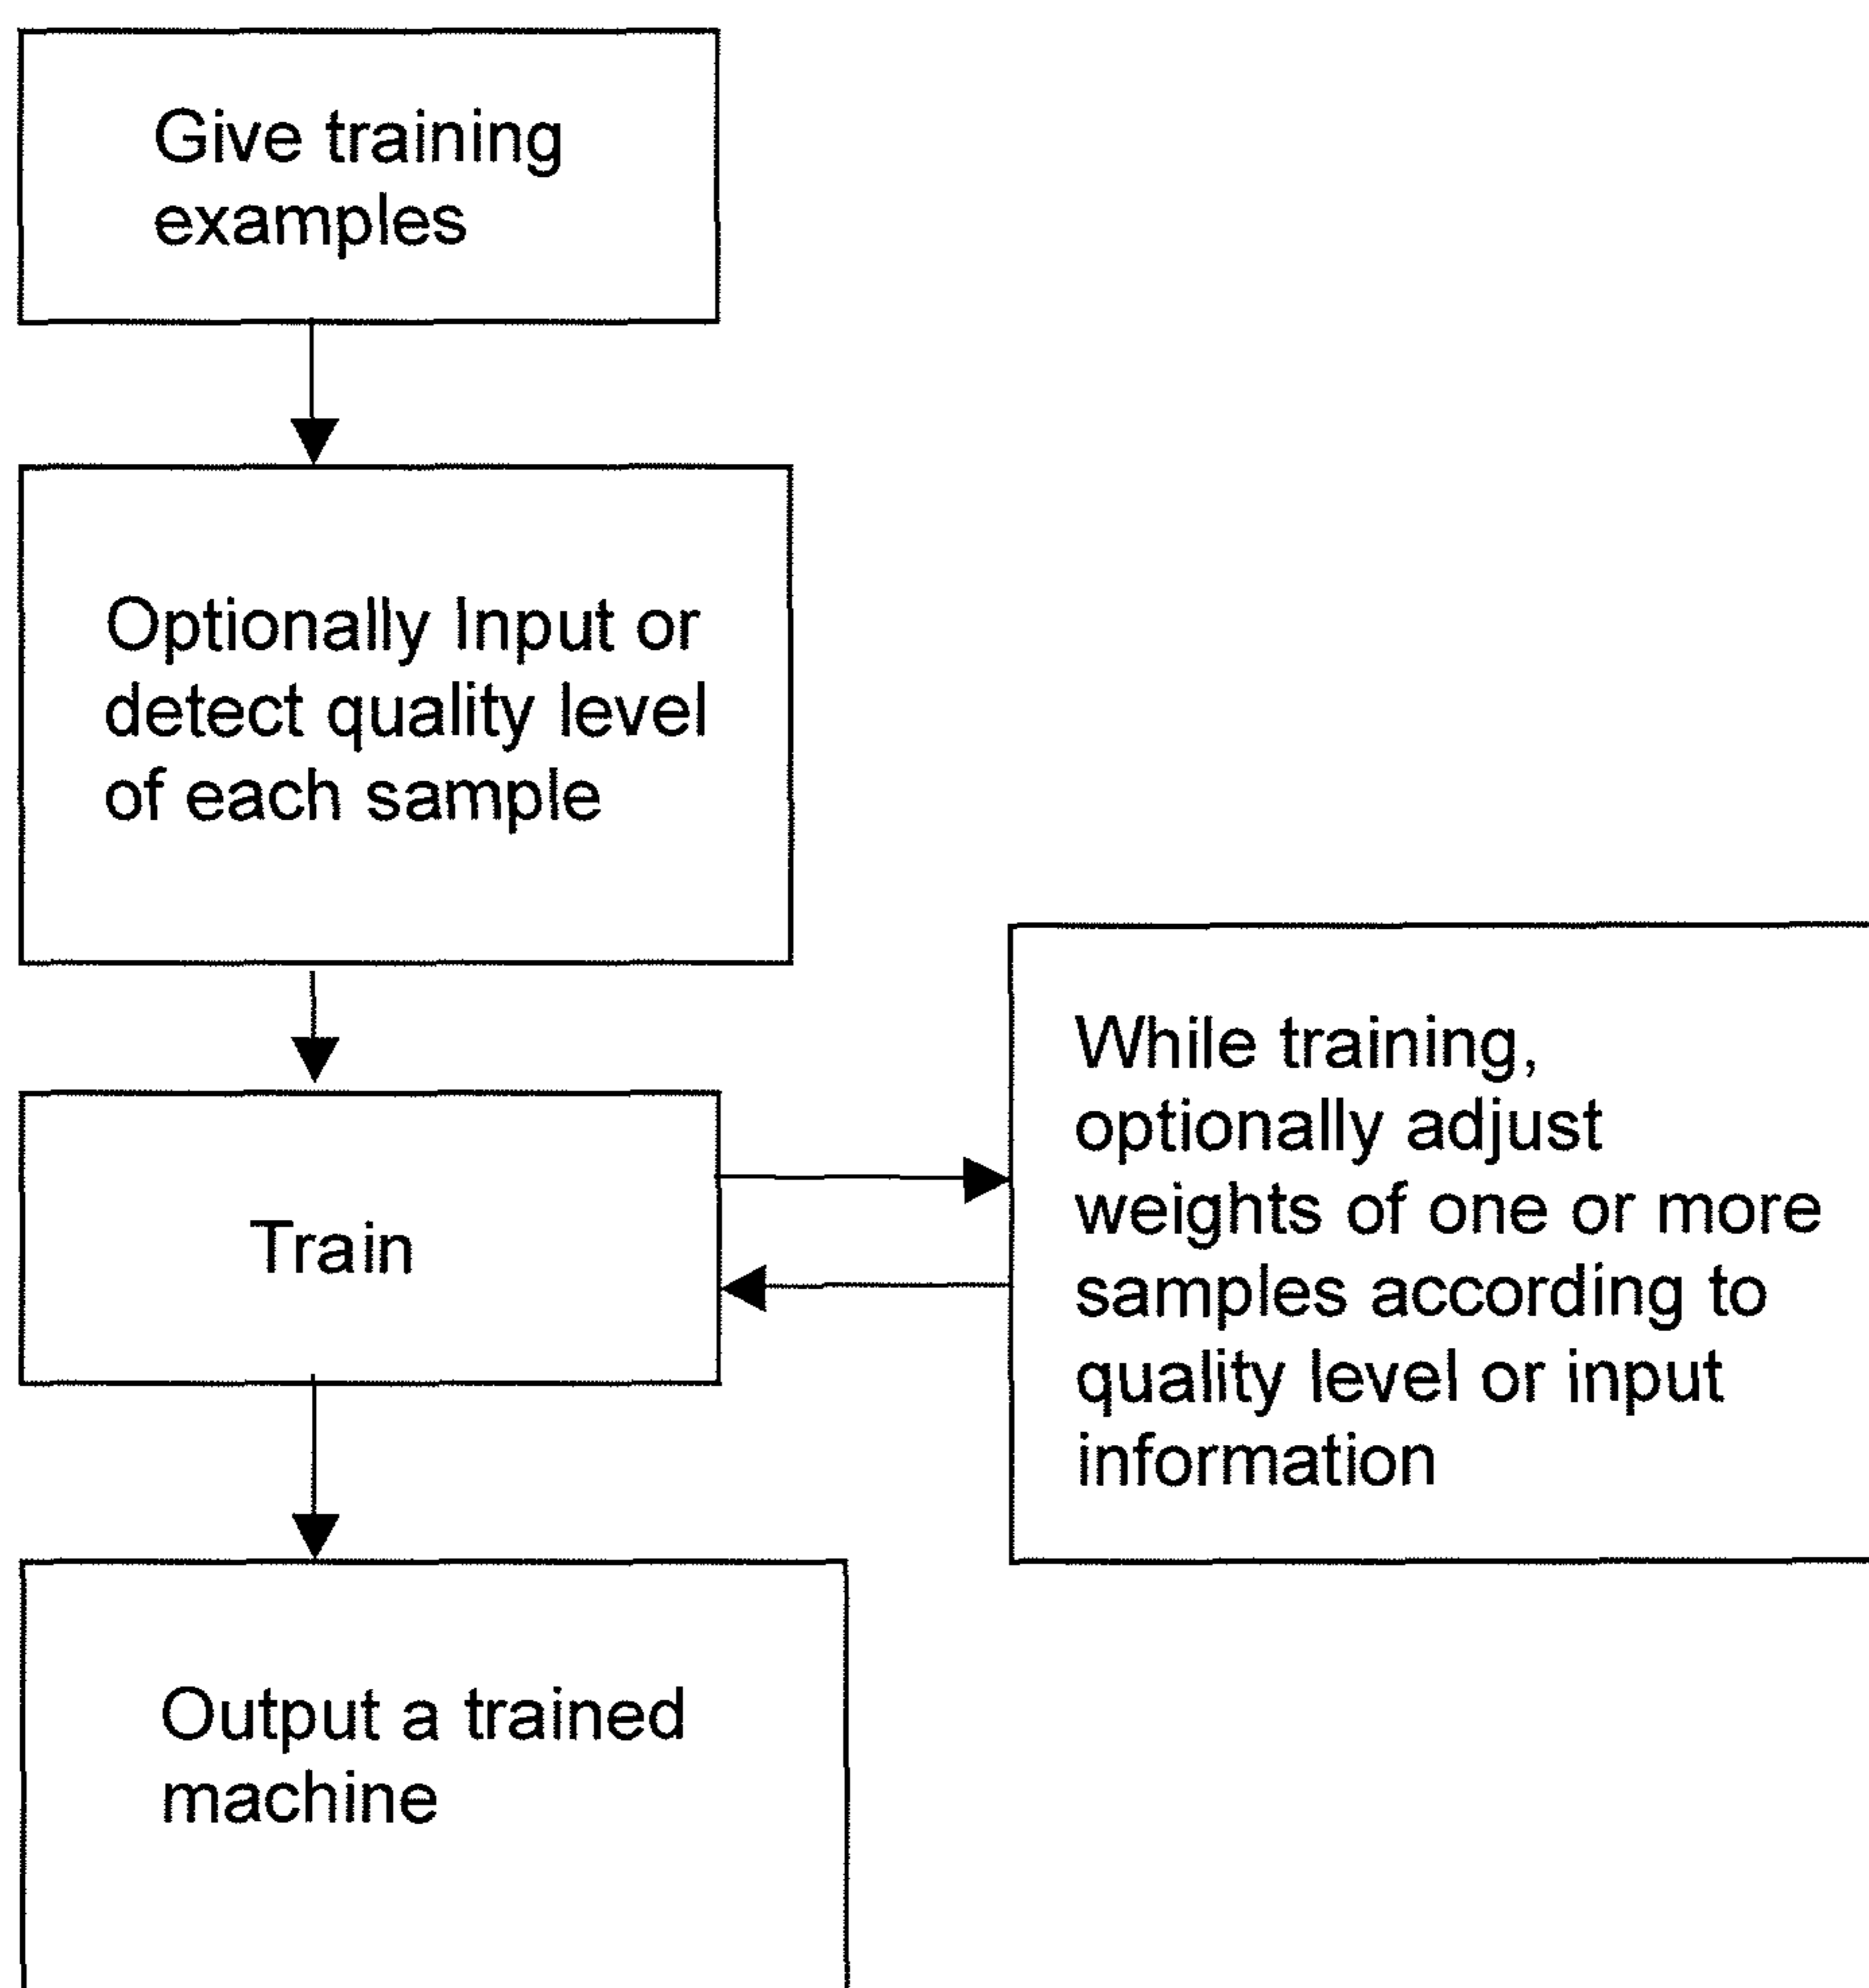 Give training
examples
Optionally Input or
detect quality level
of each sample
Train
While training,
optionally adjust
weights of one or more
samples according to
quality level or input
information
Output a trained
machine